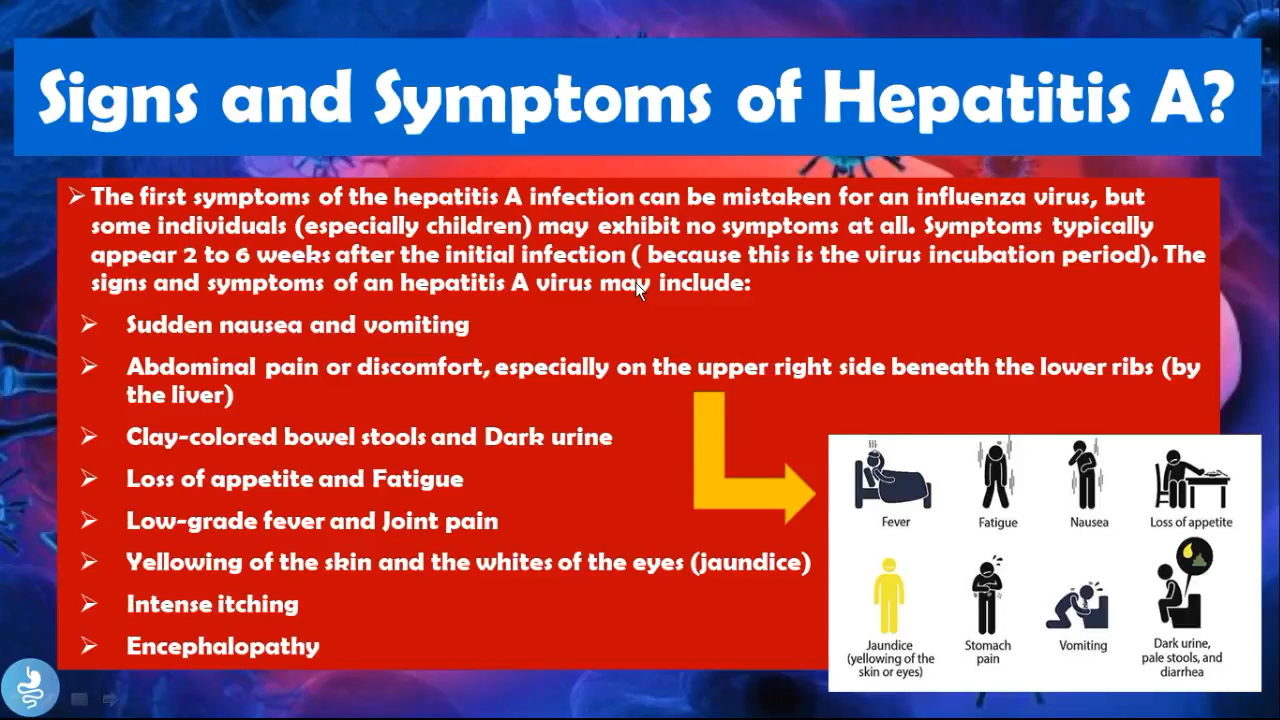 Signs and Symptoms of Hepatitis A?
The first symptoms of the hepatitis A infection can be mistaken for an influenza virus, but
some individuals (especially children) may exhibit no symptoms at all. Symptoms typically
appear 2 to 6 weeks after the initial infection ( because this is the virus incubation period). The
signs and symptoms of an hepatitis A virus may include:
Sudden nausea and vomiting
Abdominal pain or discomfort, especially on the upper right side beneath the lower ribs (by
the liver)
Clay-colored bowel stools and Dark urine
Loss of appetite and Fatigue
Low-grade fever and Joint pain
Yellowing of the skin and the whites of the eyes (jaundice)
Intense itching
Encephalopathy
Fever
Fatigue
Nausea
Loss of appetite
Jaundice
(yellowing of the
skin or eyes)
Stomach
pain
Vomiting
Dark urine,
pale stools, and
diarrhea